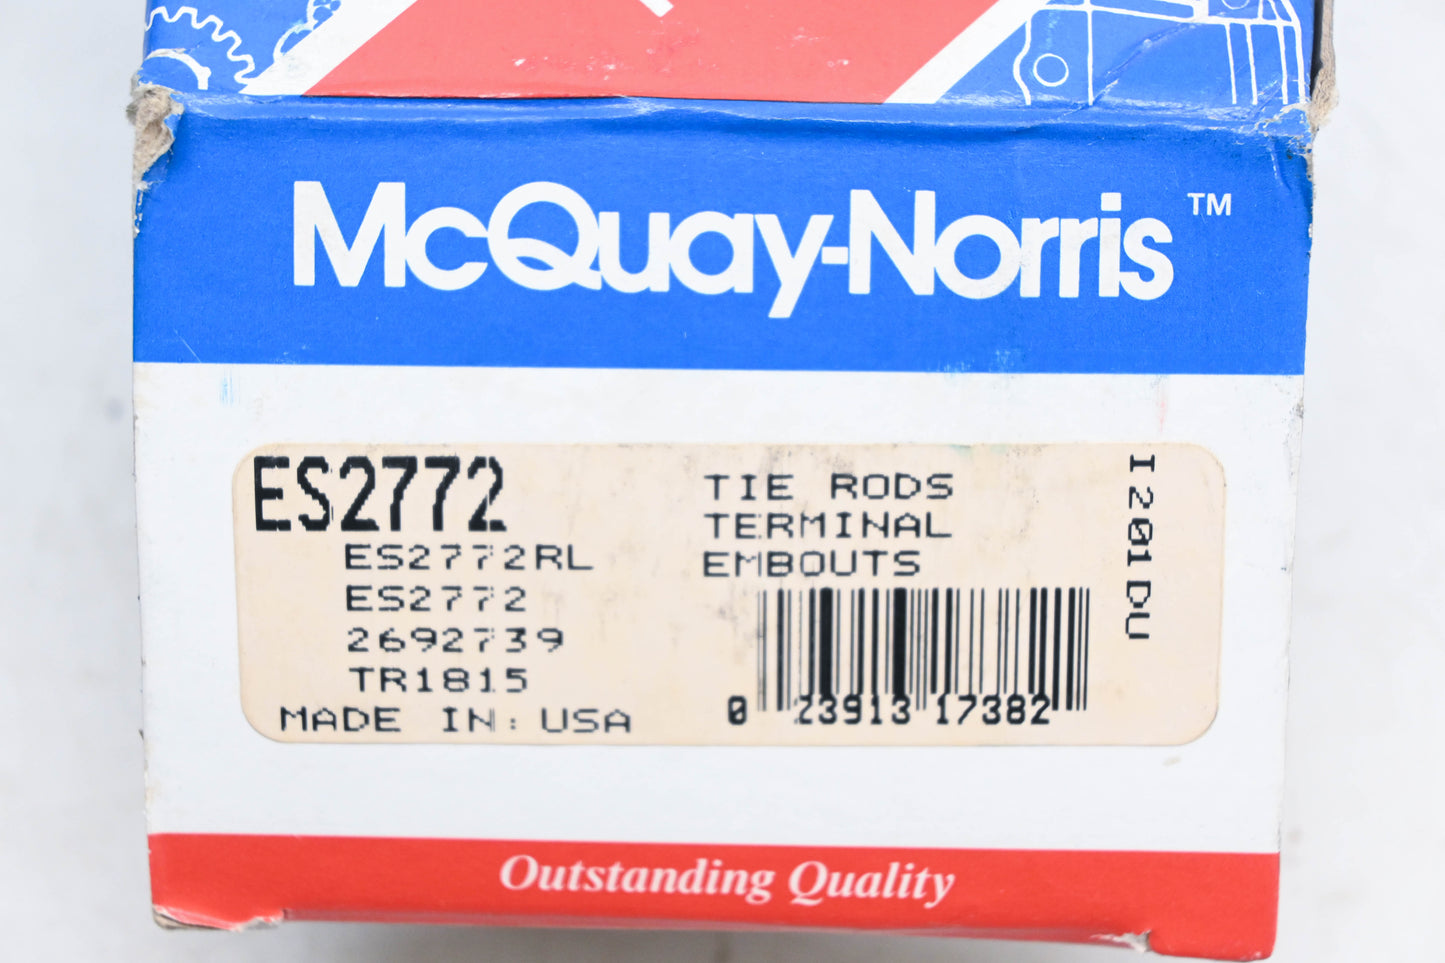 McQuay-Norris™
ES2772
ES2772RL
ES2772
2692739
TR1815
MADE IN: USA
TIE RODS
TERMINAL
EMBOUTS
0 23913 17382
I201DU
Outstanding Quality